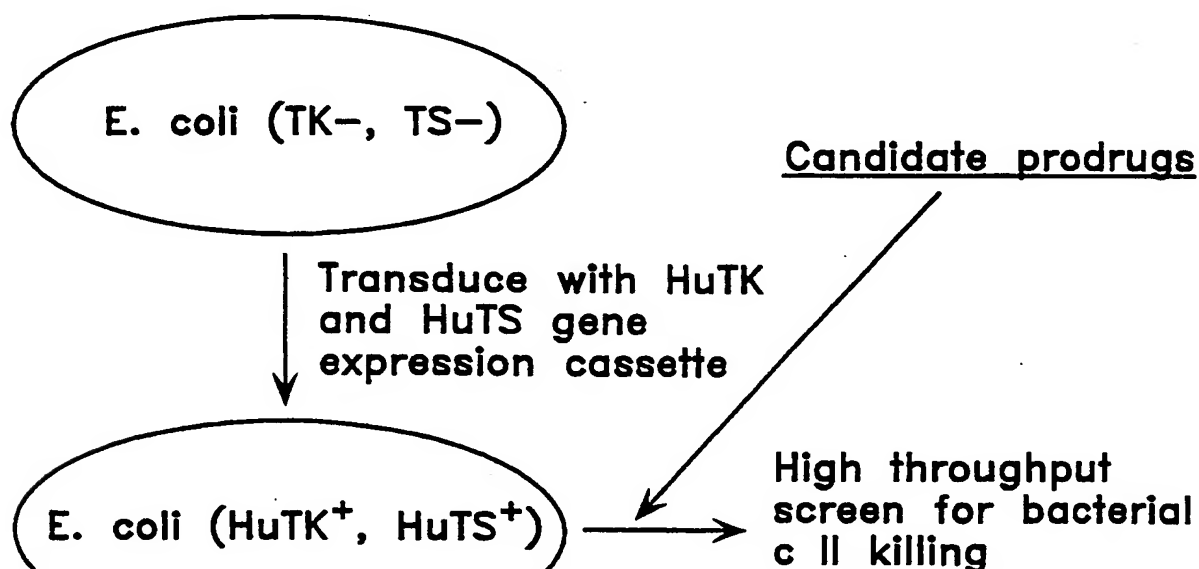 E. coli (TK-, TS-)
Candidate prodrugs
Transduce with HuTK
and HuTS gene
expression cassette
E. coli (HuTK⁺, HuTS⁺)
High throughput
screen for bacterial
c ll killing